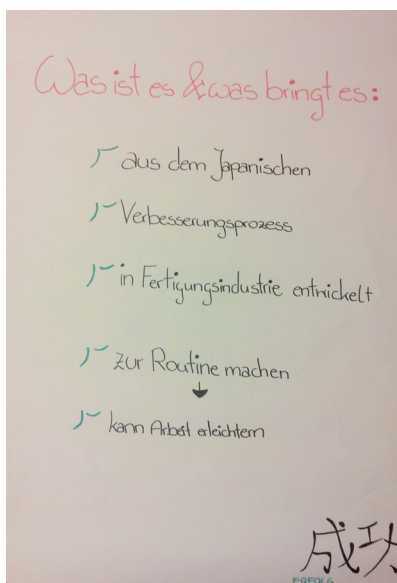 Was ist es & was bringt es:
aus dem Japanischen
Verbesserungsprozess
in Fertigungsindustrie entwickelt
zur Routine machen
kann Arbeit erleichtern
成功
ERFOLG